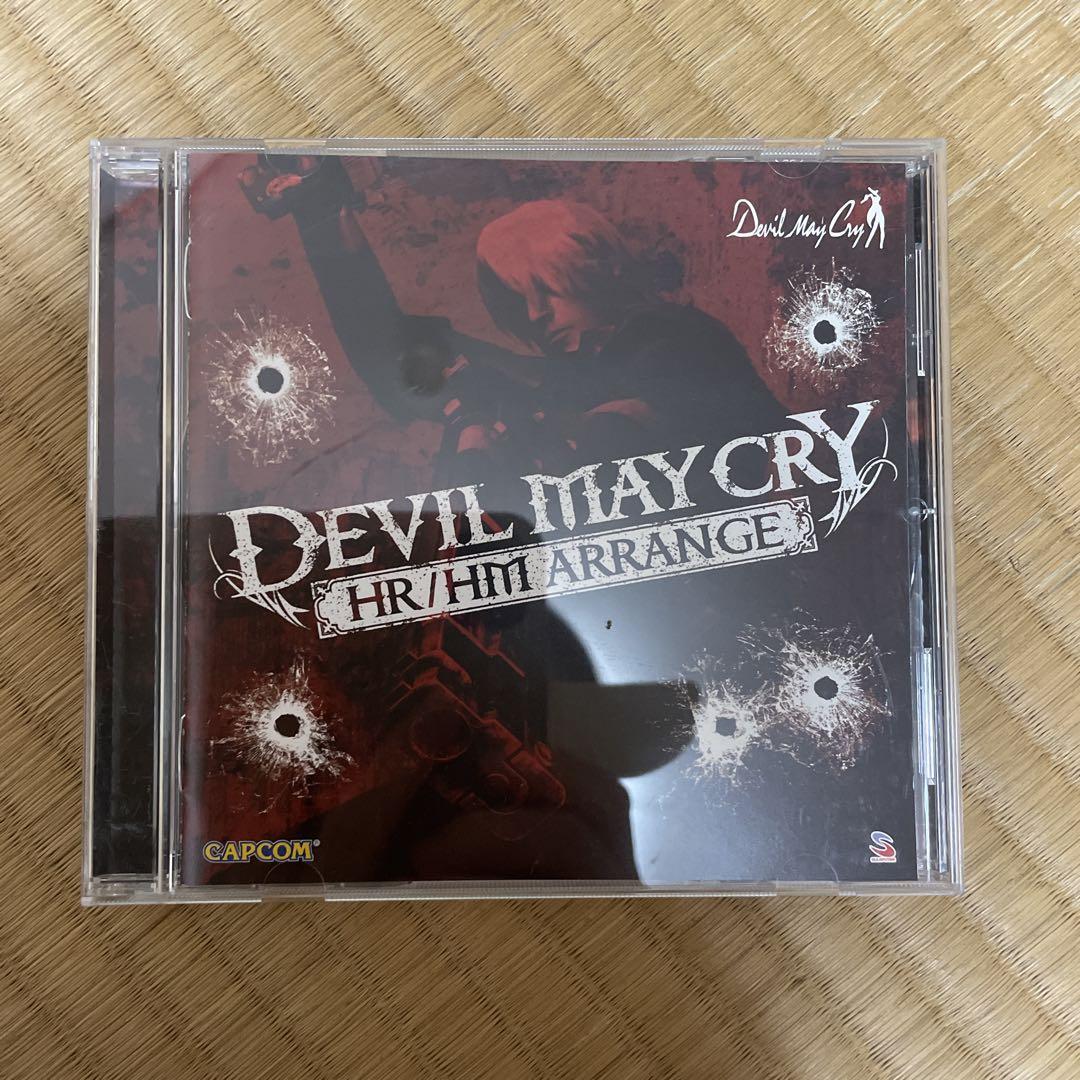 Devil May Cry
DEVIL MAY CRY
HR/HM ARRANGE
CAPCOM®
S